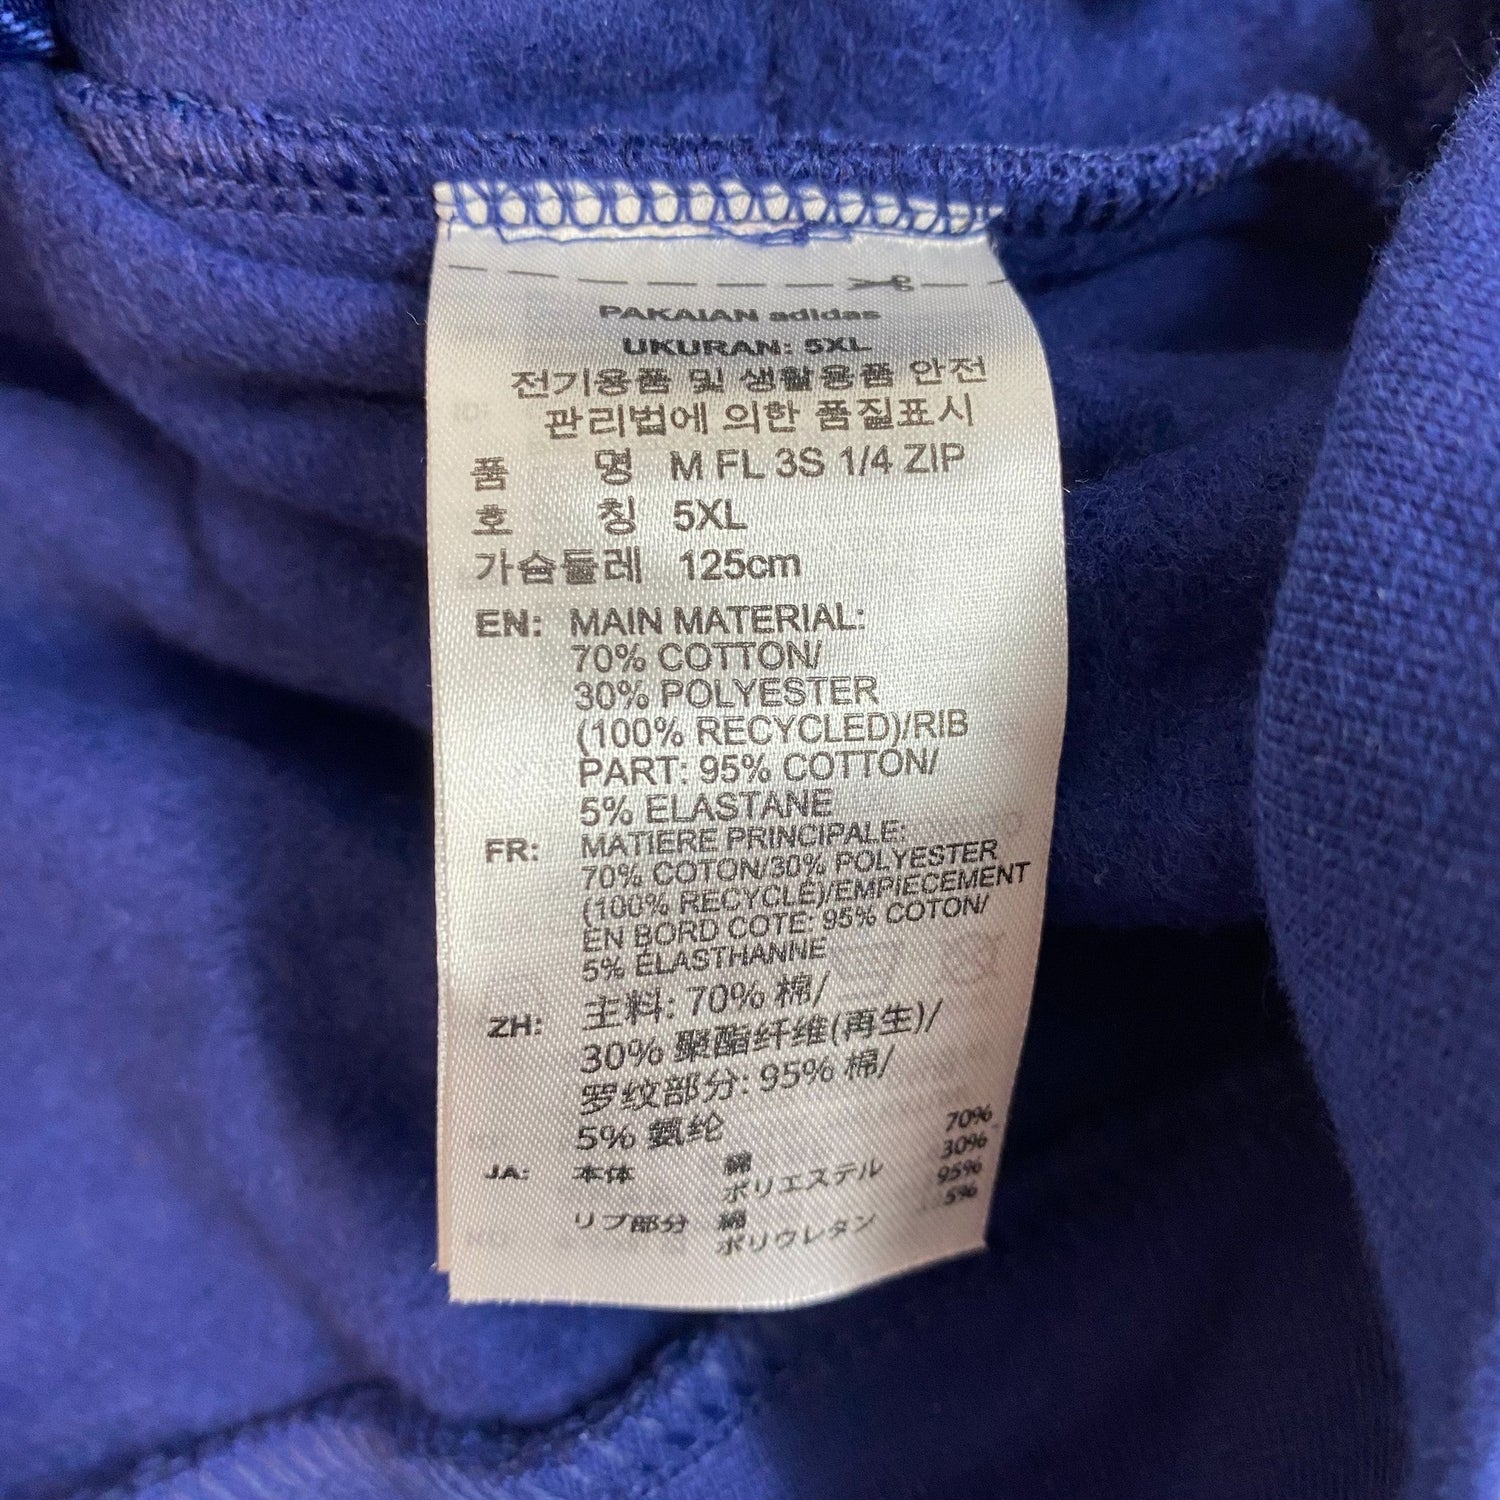 PAKAIAN adidas
UKURAN: 5XL
전기용품 및 생활용품 안전
관리법에 의한 품질표시
품 명 M FL 3S 1/4 ZIP
호 칭 5XL
가슴둘레 125cm
EN: MAIN MATERIAL:
70% COTTON/
30% POLYESTER
(100% RECYCLED)/RIB
PART: 95% COTTON/
5% ELASTANE
FR: MATIERE PRINCIPALE:
70% COTON/30% POLYESTER
(100% RECYCLÉ)/EMPIECEMENT
EN BORD COTE: 95% COTON/
5% ÉLASTHANNE
ZH: 主料: 70% 棉/
30% 聚酯纤维(再生)/
罗纹部分: 95% 棉/
5% 氨纶
JA: 本体 綿 70%
ポリエステル 30%
リブ部分 綿 95%
ポリウレタン 5%